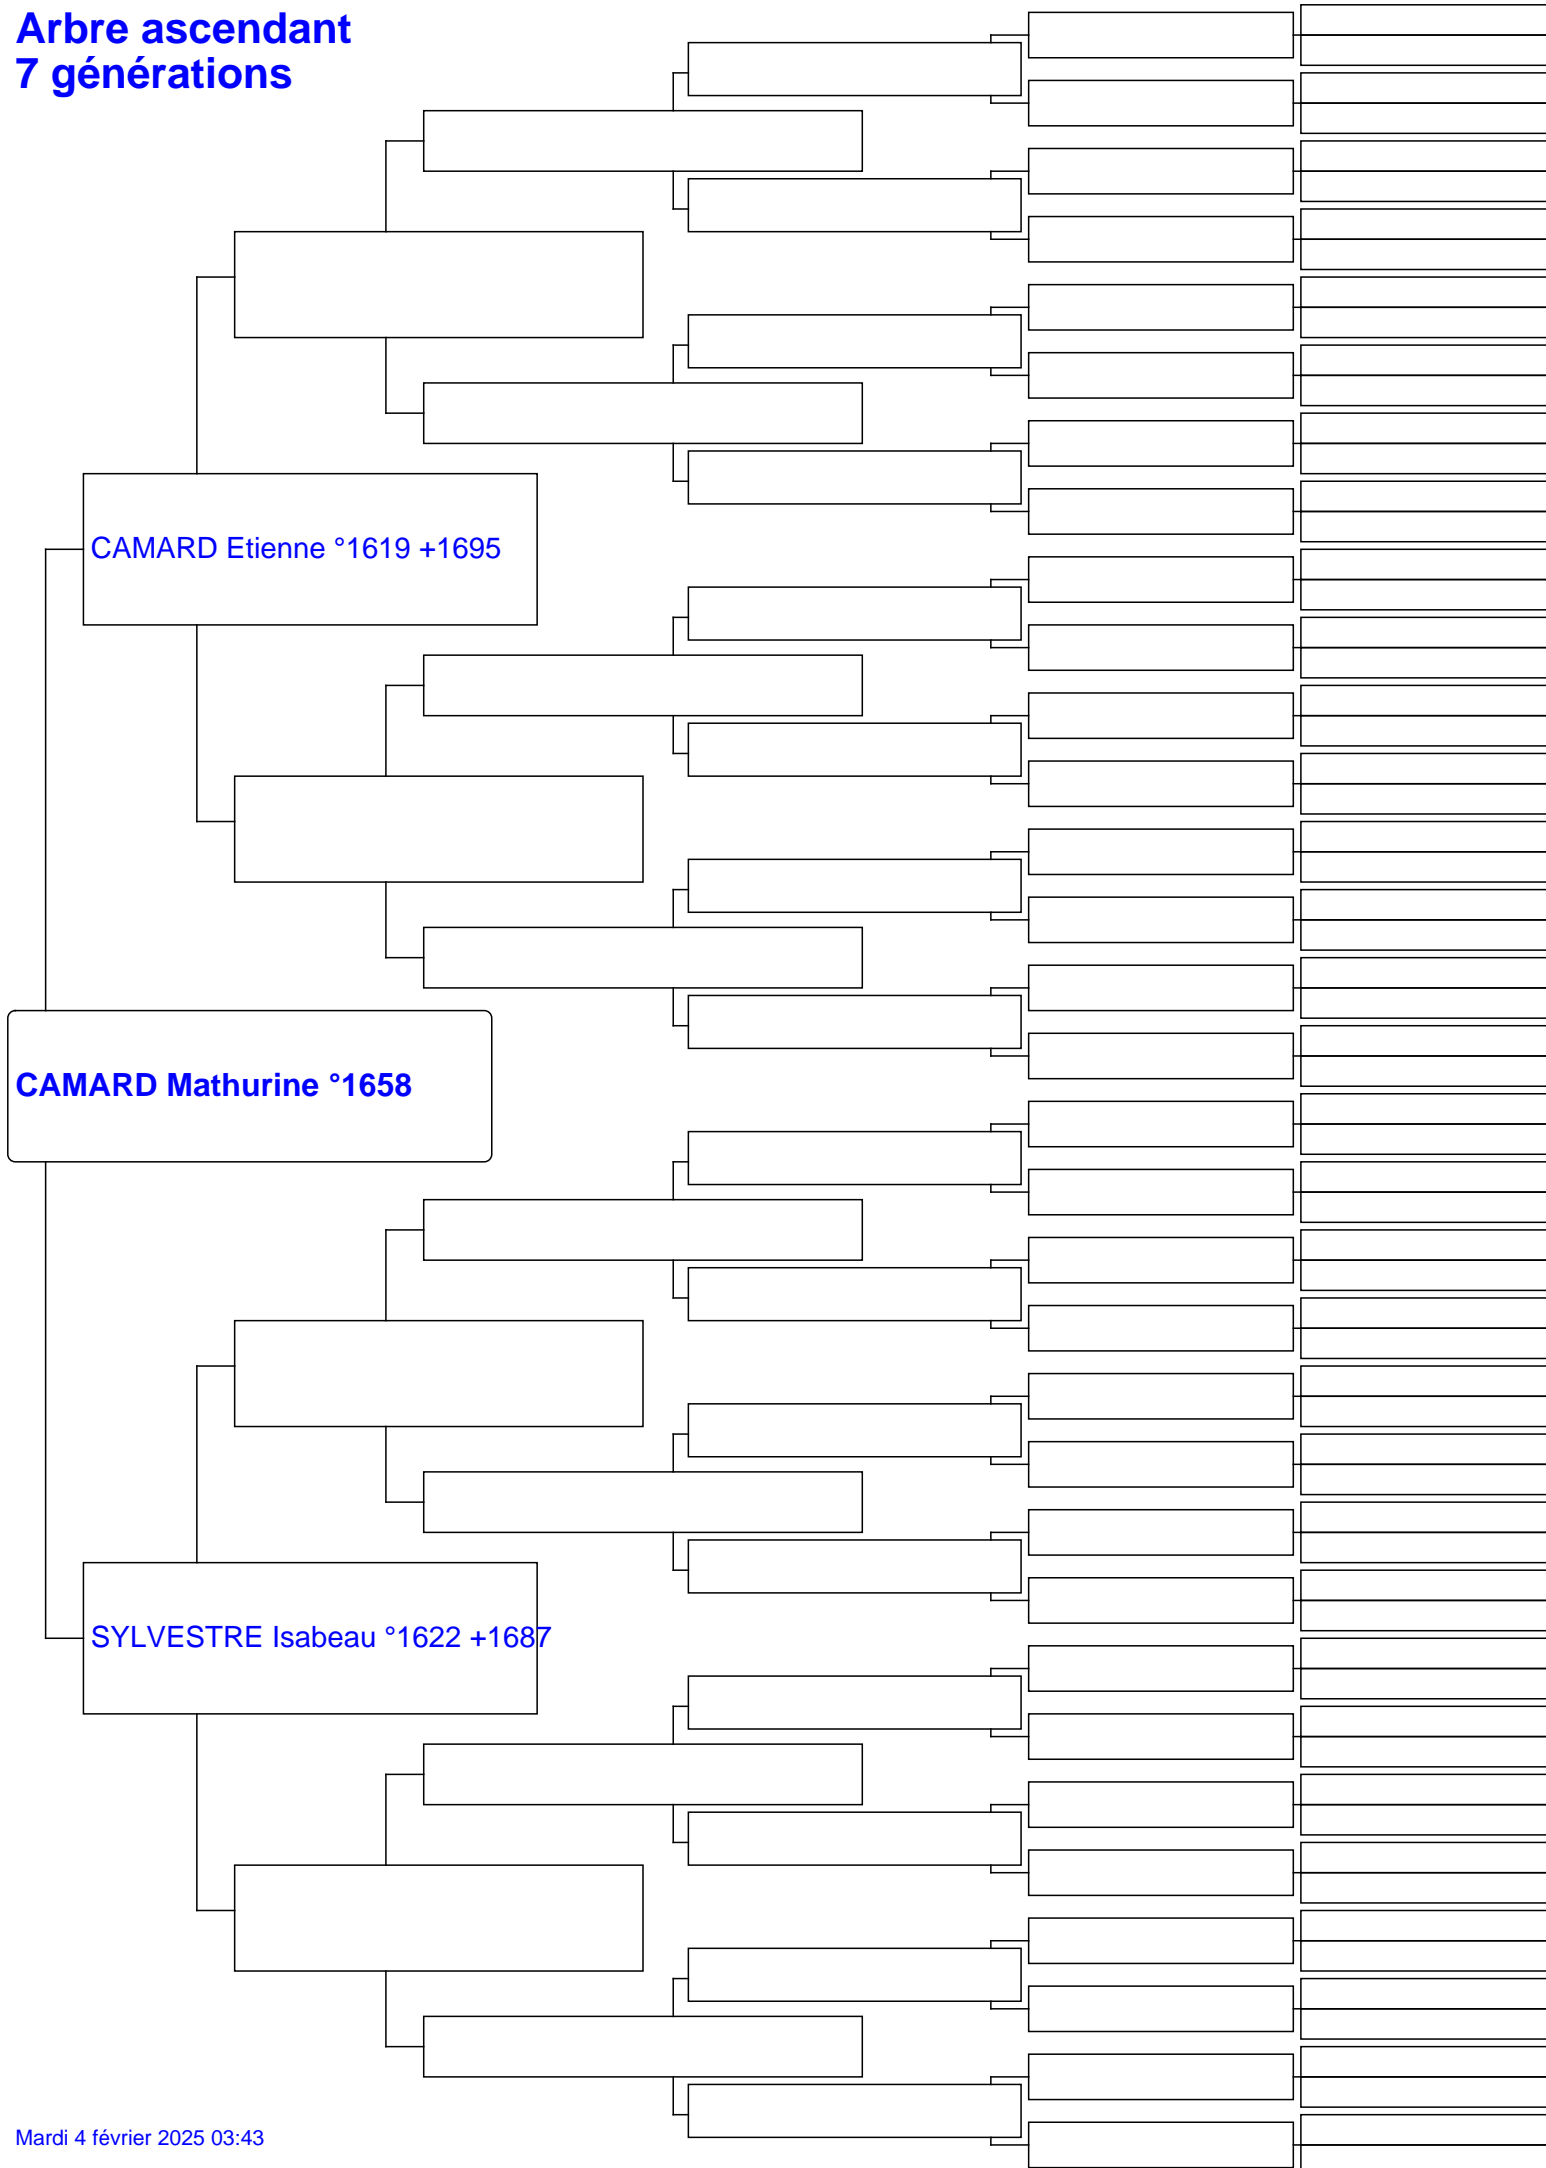 Arbre ascendant
7 générations
CAMARD Etienne °1619 +1695
CAMARD Mathurine °1658
SYLVESTRE Isabeau °1622 +1687
Mardi 4 février 2025 03:43